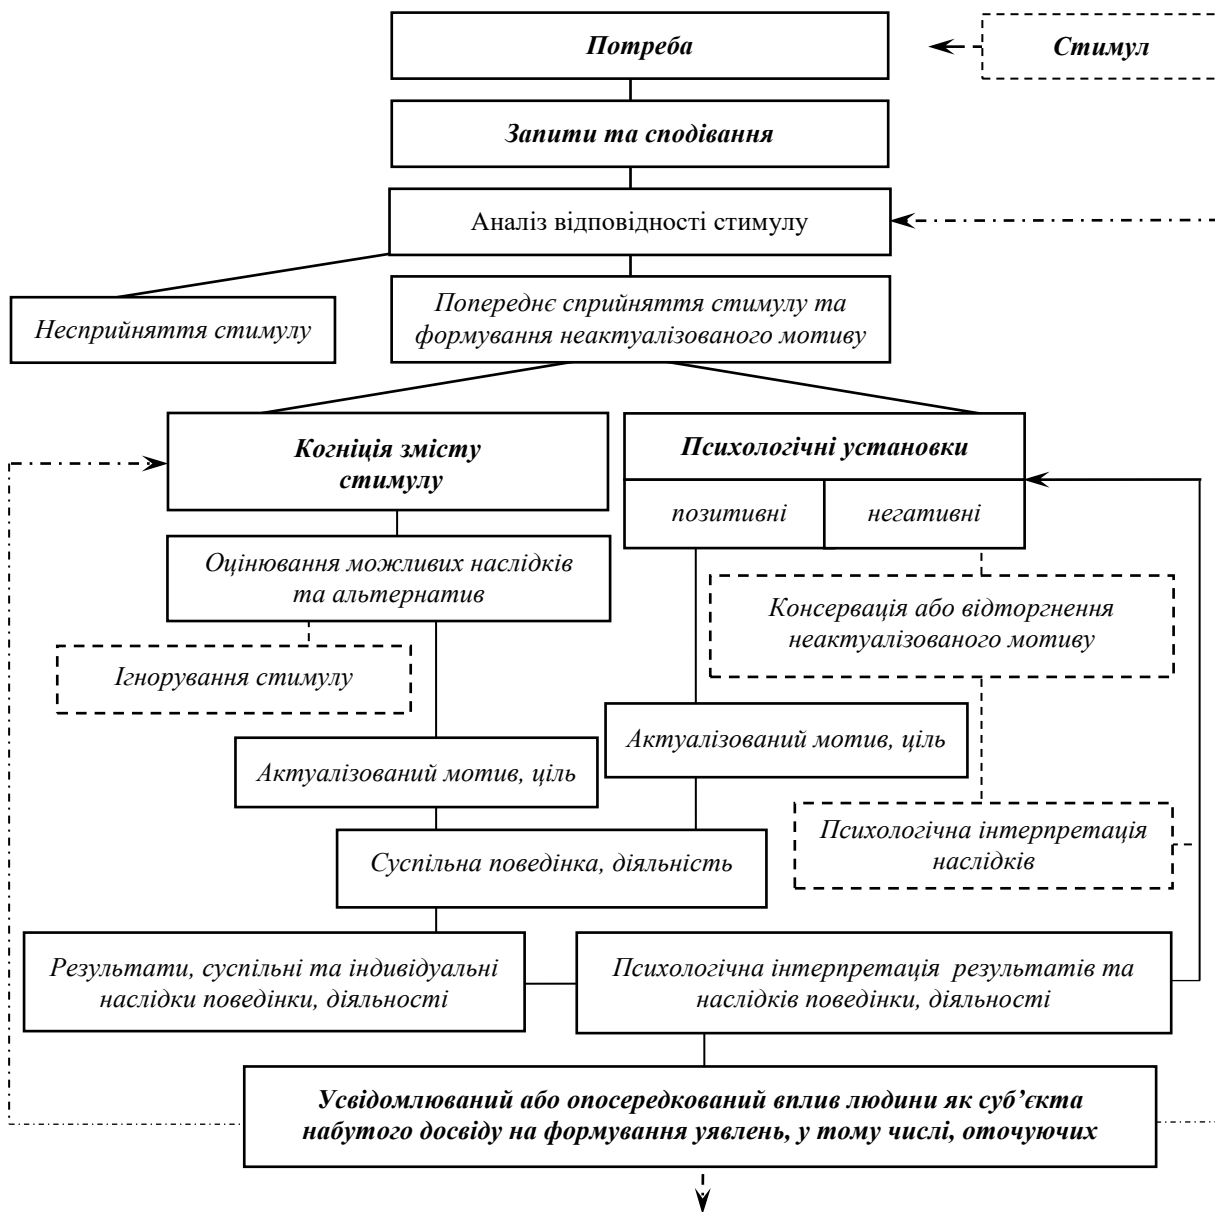 Потреба
Стимул
Запити та сподівання
Аналіз відповідності стимулу
Несприйняття стимулу
Попереднє сприйняття стимулу та
формування неактуалізованого мотиву
Когніція змісту
стимулу
Психологічні установки
позитивні
негативні
Оцінювання можливих наслідків
та альтернатив
Консервація або відторгнення
неактуалізованого мотиву
Ігнорування стимулу
Актуалізований мотив, ціль
Актуалізований мотив, ціль
Психологічна інтерпретація
наслідків
Суспільна поведінка, діяльність
Результати, суспільні та індивідуальні
наслідки поведінки, діяльності
Психологічна інтерпретація результатів та
наслідків поведінки, діяльності
Усвідомлюваний або опосередкований вплив людини як суб’єкта
набутого досвіду на формування уявлень, у тому числі, оточуючих